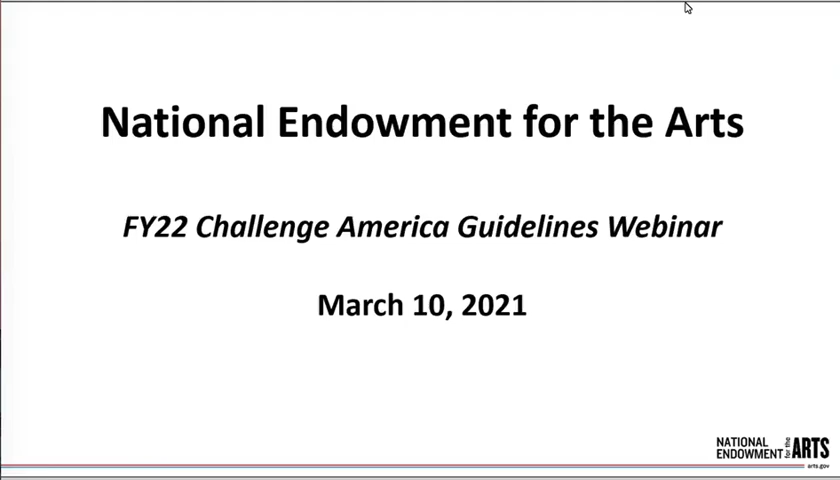 National Endowment for the Arts
FY22 Challenge America Guidelines Webinar
March 10, 2021
NATIONAL
ENDOWMENT for the ARTS
arts.gov